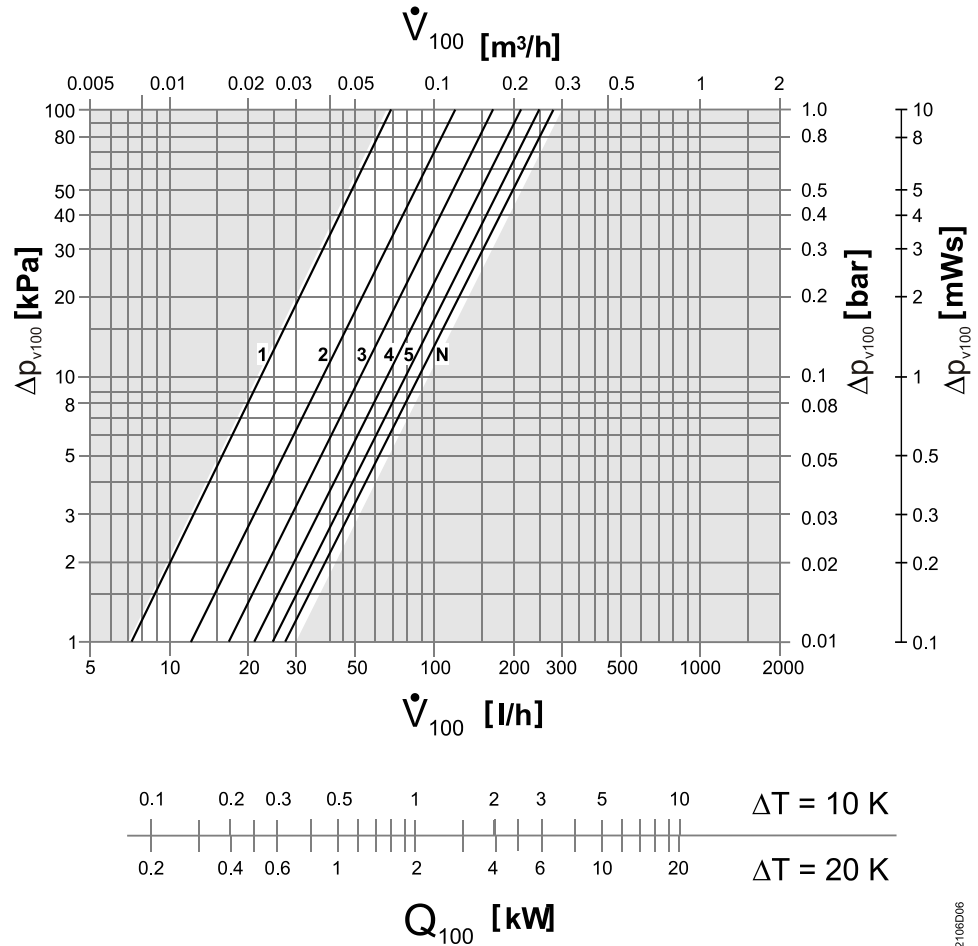 V̇100 [m³/h]
0.005 0.01 0.02 0.03 0.05 0.1 0.2 0.3 0.5 1 2
100 1.0 10
80 0.8 8
50 0.5 5
40 0.4 4
30 0.3 3
20 0.2 2
1 2 3 4 5 N
10 0.1 1
8 0.08
5 0.05 0.5
3 0.03 0.3
2 0.02 0.2
1 0.01 0.1
Δpv100 [kPa]
Δpv100 [bar]
Δpv100 [mWs]
5 10 20 30 50 100 200 300 500 1000 2000
V̇100 [l/h]
0.1 0.2 0.3 0.5 1 2 3 5 10 ΔT = 10 K
0.2 0.4 0.6 1 2 4 6 10 20 ΔT = 20 K
Q100 [kW]
2106D06